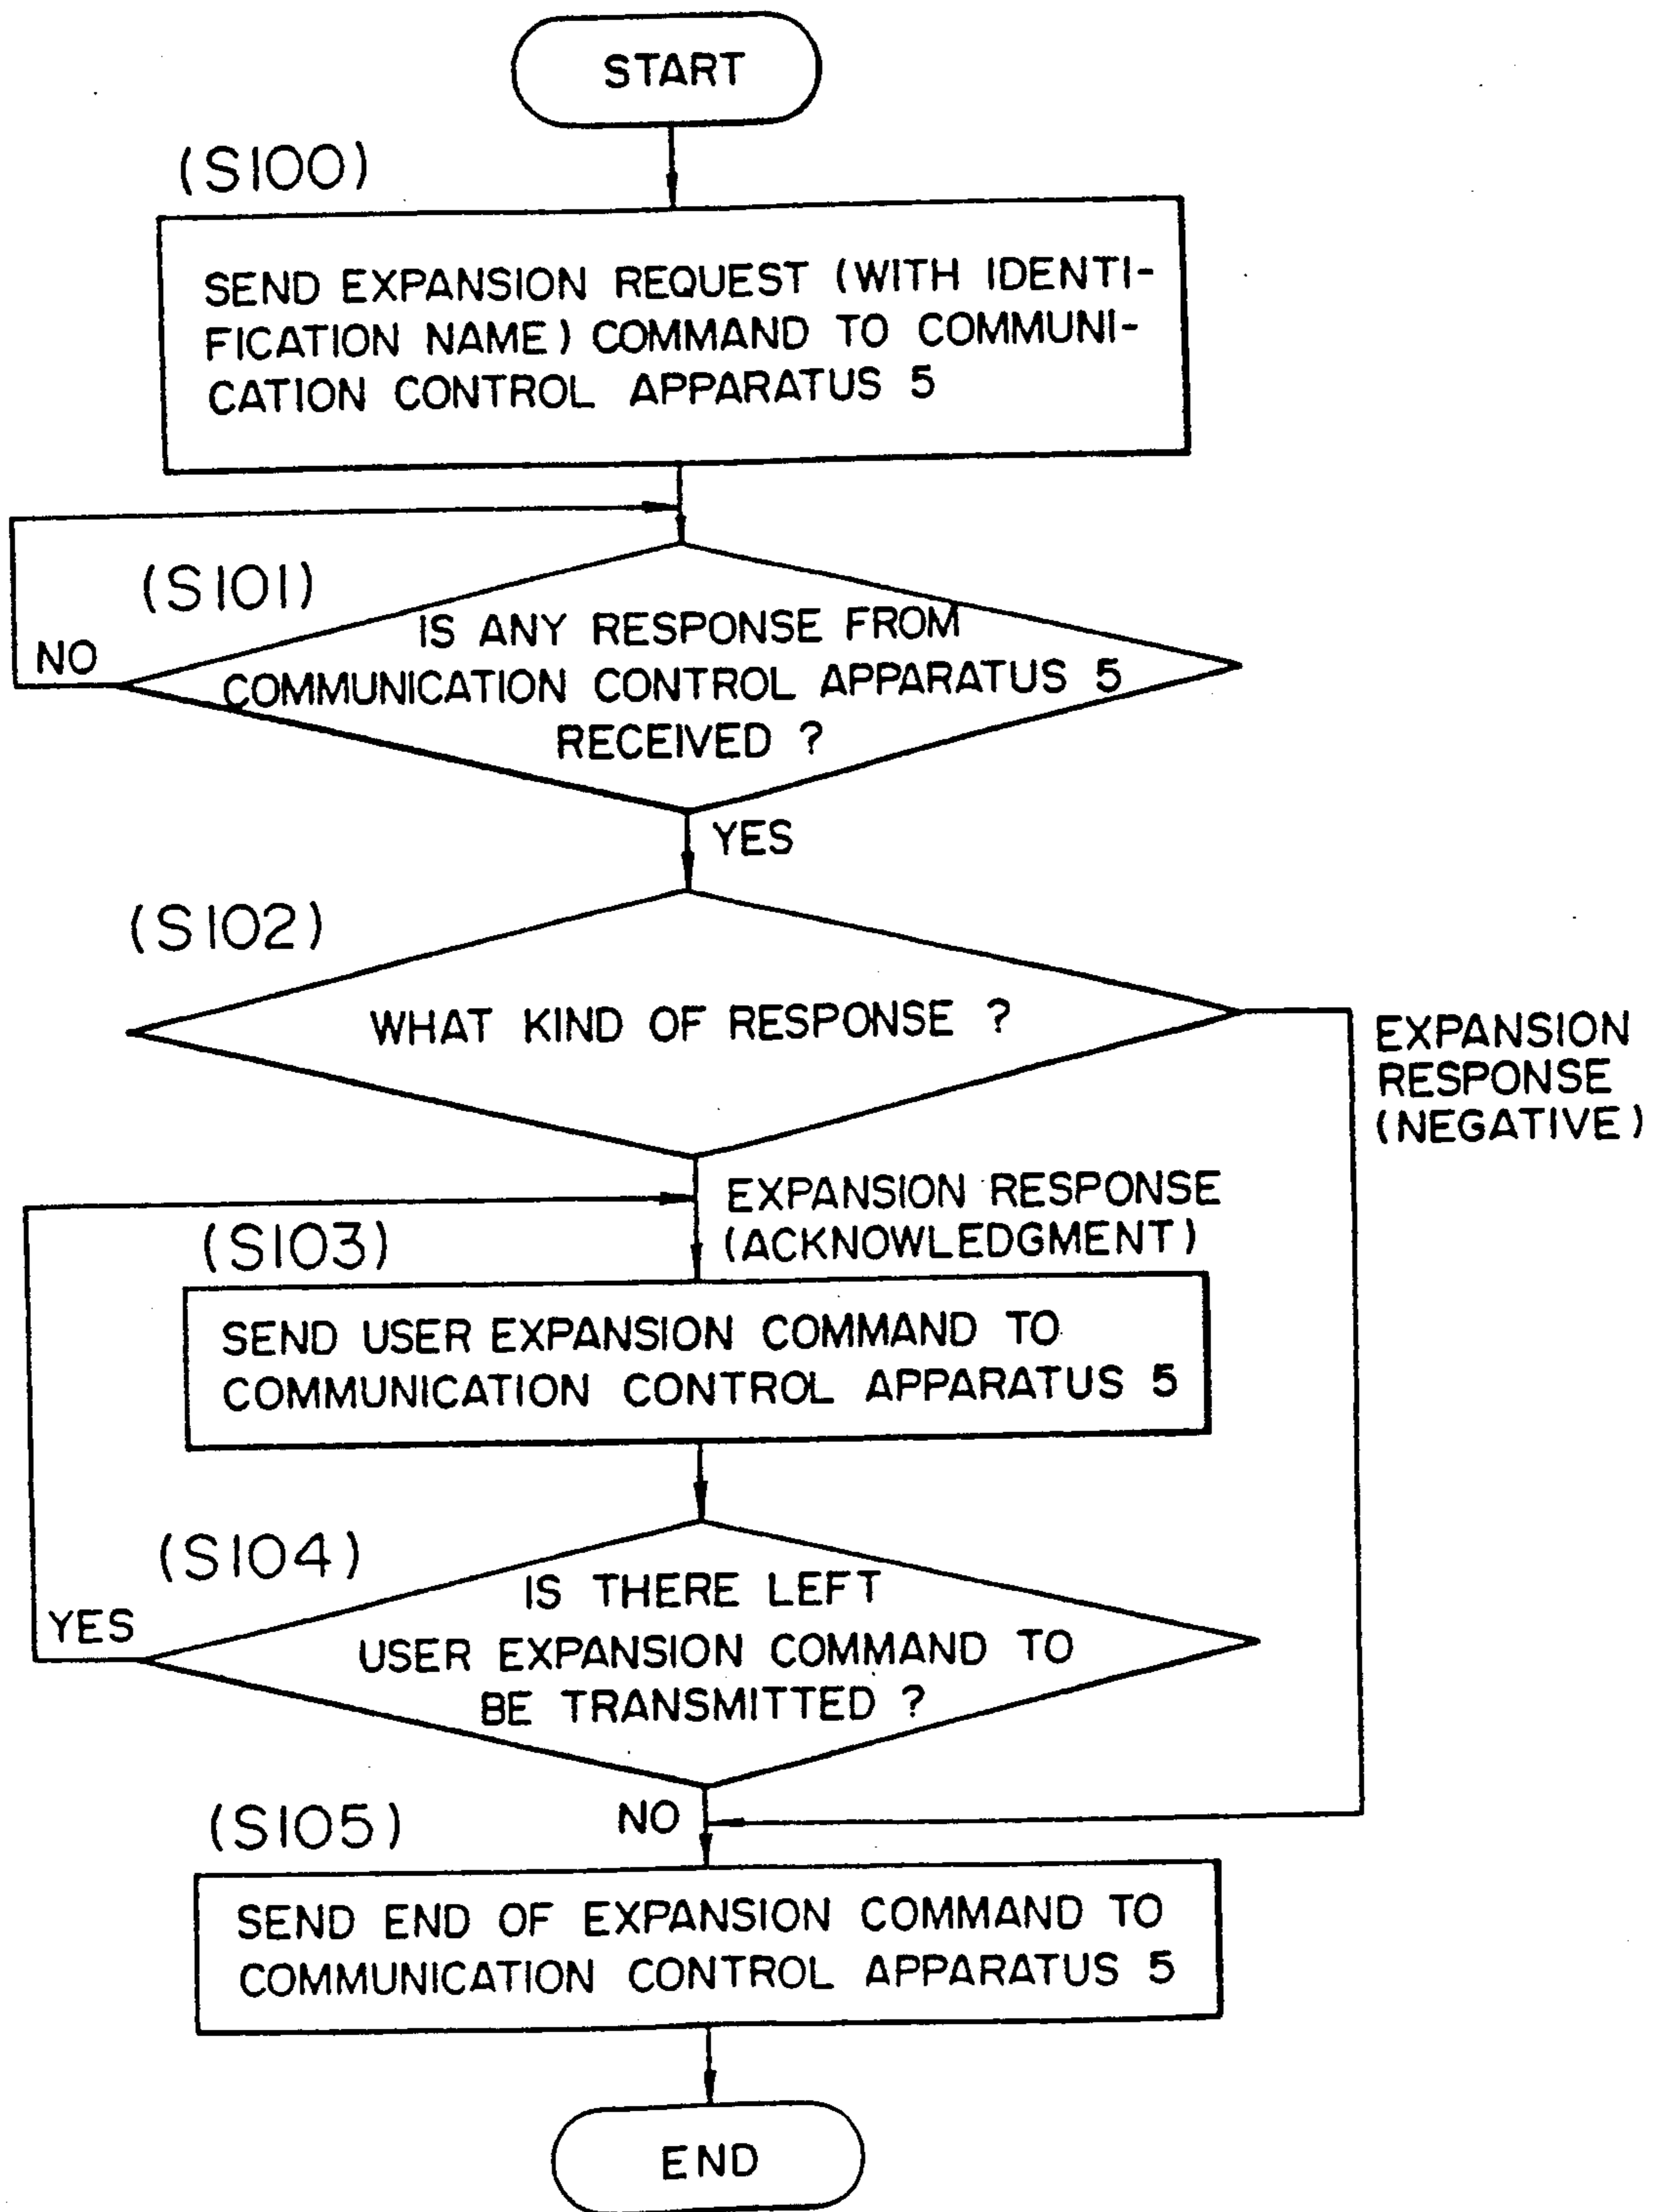 START
(S100)
SEND EXPANSION REQUEST (WITH IDENTI-
FICATION NAME) COMMAND TO COMMUNI-
CATION CONTROL APPARATUS 5
(S101)
IS ANY RESPONSE FROM
NO
COMMUNICATION CONTROL APPARATUS 5
RECEIVED ?
YES
(S102)
WHAT KIND OF RESPONSE ?
EXPANSION
RESPONSE
(NEGATIVE)
EXPANSION RESPONSE
(ACKNOWLEDGMENT)
(S103)
SEND USER EXPANSION COMMAND TO
COMMUNICATION CONTROL APPARATUS 5
(S104)
IS THERE LEFT
YES
USER EXPANSION COMMAND TO
BE TRANSMITTED ?
NO
(S105)
SEND END OF EXPANSION COMMAND TO
COMMUNICATION CONTROL APPARATUS 5
END